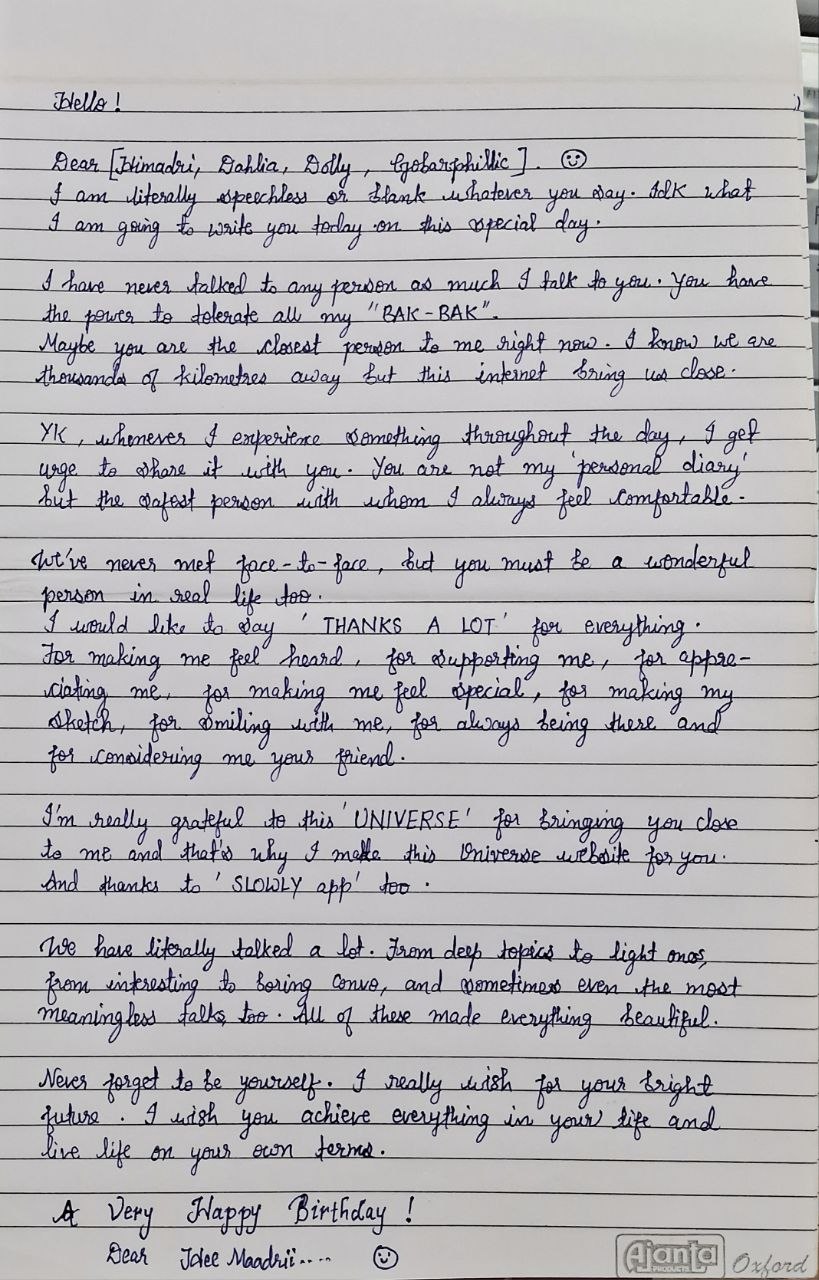 Hello!
Dear [Himadri, Dahlia, Dolly, Gobarphillic]. ☺
I am literally speechless or blank whatever you say. Idk what
I am going to write you today on this special day.
I have never talked to any person as much I talk to you. You have
the power to tolerate all my "BAK-BAK".
Maybe you are the closest person to me right now. I know we are
thousands of kilometres away but this internet bring us close.
YK, whenever I experience something throughout the day, I get
urge to share it with you. You are not my 'personal diary'
but the safest person with whom I always feel comfortable.
We've never met face-to-face, but you must be a wonderful
person in real life too.
I would like to say 'THANKS A LOT' for everything.
For making me feel heard, for supporting me, for appre-
ciating me, for making me feel special, for making my
sketch, for smiling with me, for always being there and
for considering me your friend.
I'm really grateful to this 'UNIVERSE' for bringing you close
to me and that's why I make this Universe website for you.
And thanks to 'SLOWLY app' too.
We have literally talked a lot. From deep topics to light ones,
from interesting to boring convo, and sometimes even the most
meaningless talks too. All of these made everything beautiful.
Never forget to be yourself. I really wish for your bright
future. I wish you achieve everything in your life and
live life on your own terms.
A Very Happy Birthday!
Dear Hee Maadrii.... ☺
Ajanta
PRODUCTS
Oxford